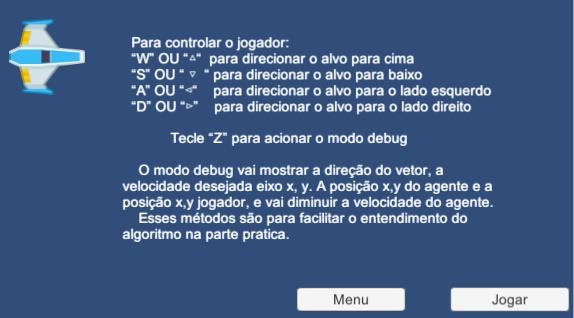 Para controlar o jogador:
"W" OU "▵" para direcionar o alvo para cima
"S" OU " ▿ " para direcionar o alvo para baixo
"A" OU "◃" para direcionar o alvo para o lado esquerdo
"D" OU "▹" para direcionar o alvo para o lado direito
Tecle "Z" para acionar o modo debug
O modo debug vai mostrar a direção do vetor, a
velocidade desejada eixo x, y. A posição x,y do agente e a
posição x,y jogador, e vai diminuir a velocidade do agente.
Esses métodos são para facilitar o entendimento do
algoritmo na parte pratica.
Menu
Jogar